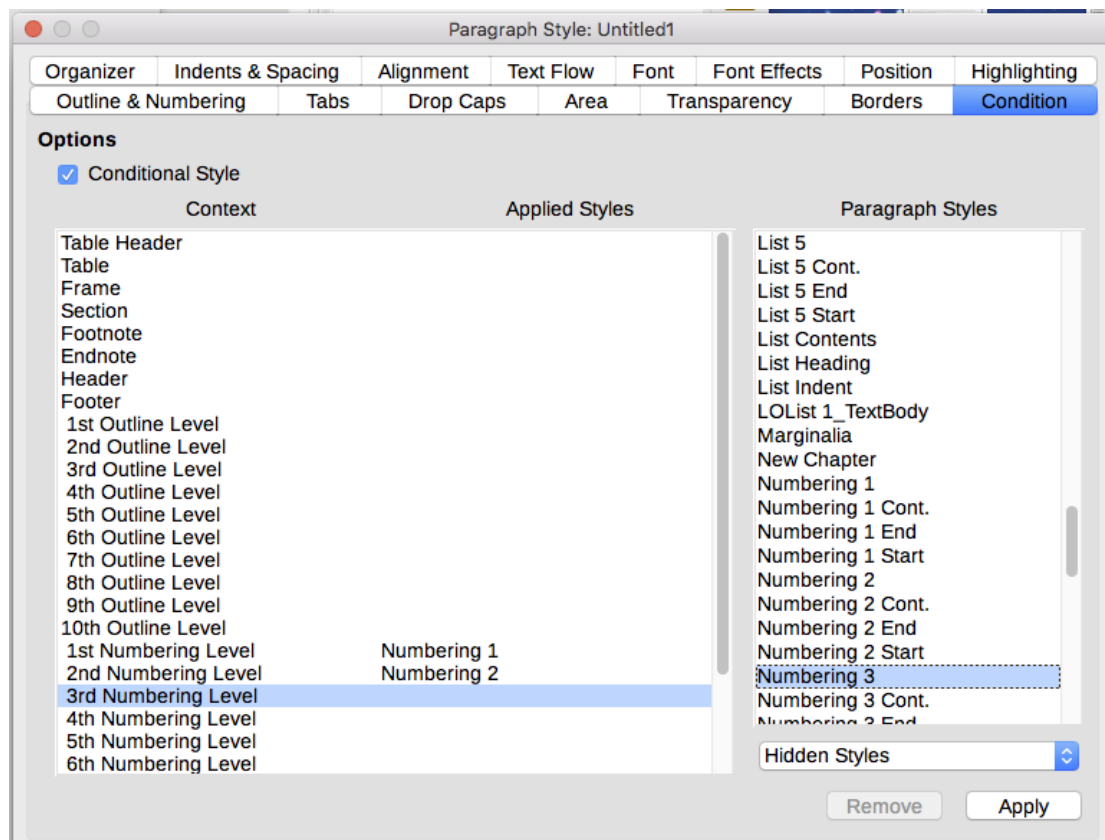 Paragraph Style: Untitled1
Organizer Indents & Spacing Alignment Text Flow Font Font Effects Position Highlighting
Outline & Numbering Tabs Drop Caps Area Transparency Borders Condition
Options
Conditional Style
Context Applied Styles
Table Header
Table
Frame
Section
Footnote
Endnote
Header
Footer
1st Outline Level
2nd Outline Level
3rd Outline Level
4th Outline Level
5th Outline Level
6th Outline Level
7th Outline Level
8th Outline Level
9th Outline Level
10th Outline Level
1st Numbering Level Numbering 1
2nd Numbering Level Numbering 2
3rd Numbering Level
4th Numbering Level
5th Numbering Level
6th Numbering Level
Paragraph Styles
List 5
List 5 Cont.
List 5 End
List 5 Start
List Contents
List Heading
List Indent
LOList 1_TextBody
Marginalia
New Chapter
Numbering 1
Numbering 1 Cont.
Numbering 1 End
Numbering 1 Start
Numbering 2
Numbering 2 Cont.
Numbering 2 End
Numbering 2 Start
Numbering 3
Numbering 3 Cont.
Numbering 3 End
Hidden Styles
Remove Apply